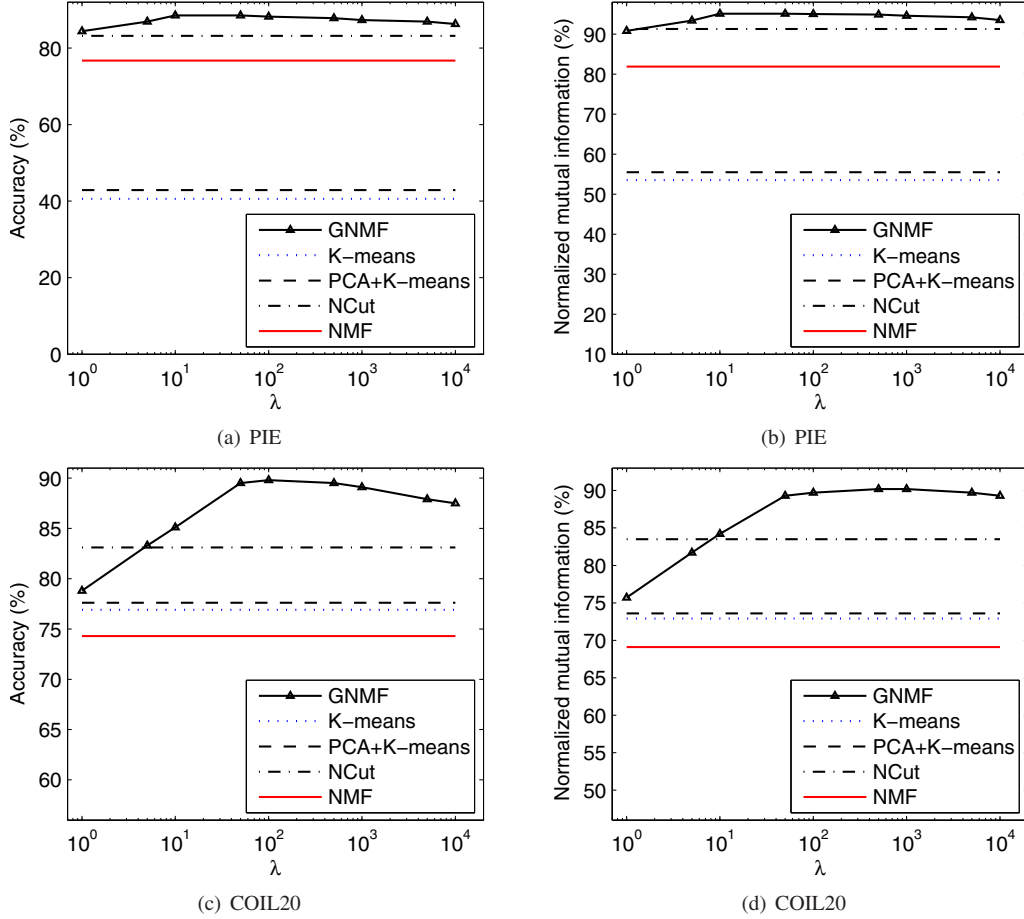 Accuracy (%)
80
60
40
20
0
10^0
10^1
10^2
10^3
10^4
λ
GNMF
K-means
PCA+K-means
NCut
NMF
(a) PIE
Normalized mutual information (%)
90
80
70
60
50
40
30
20
10
10^0
10^1
10^2
10^3
10^4
λ
GNMF
K-means
PCA+K-means
NCut
NMF
(b) PIE
Accuracy (%)
90
85
80
75
70
65
60
10^0
10^1
10^2
10^3
10^4
λ
GNMF
K-means
PCA+K-means
NCut
NMF
(c) COIL20
Normalized mutual information (%)
90
85
80
75
70
65
60
55
50
10^0
10^1
10^2
10^3
10^4
λ
GNMF
K-means
PCA+K-means
NCut
NMF
(d) COIL20